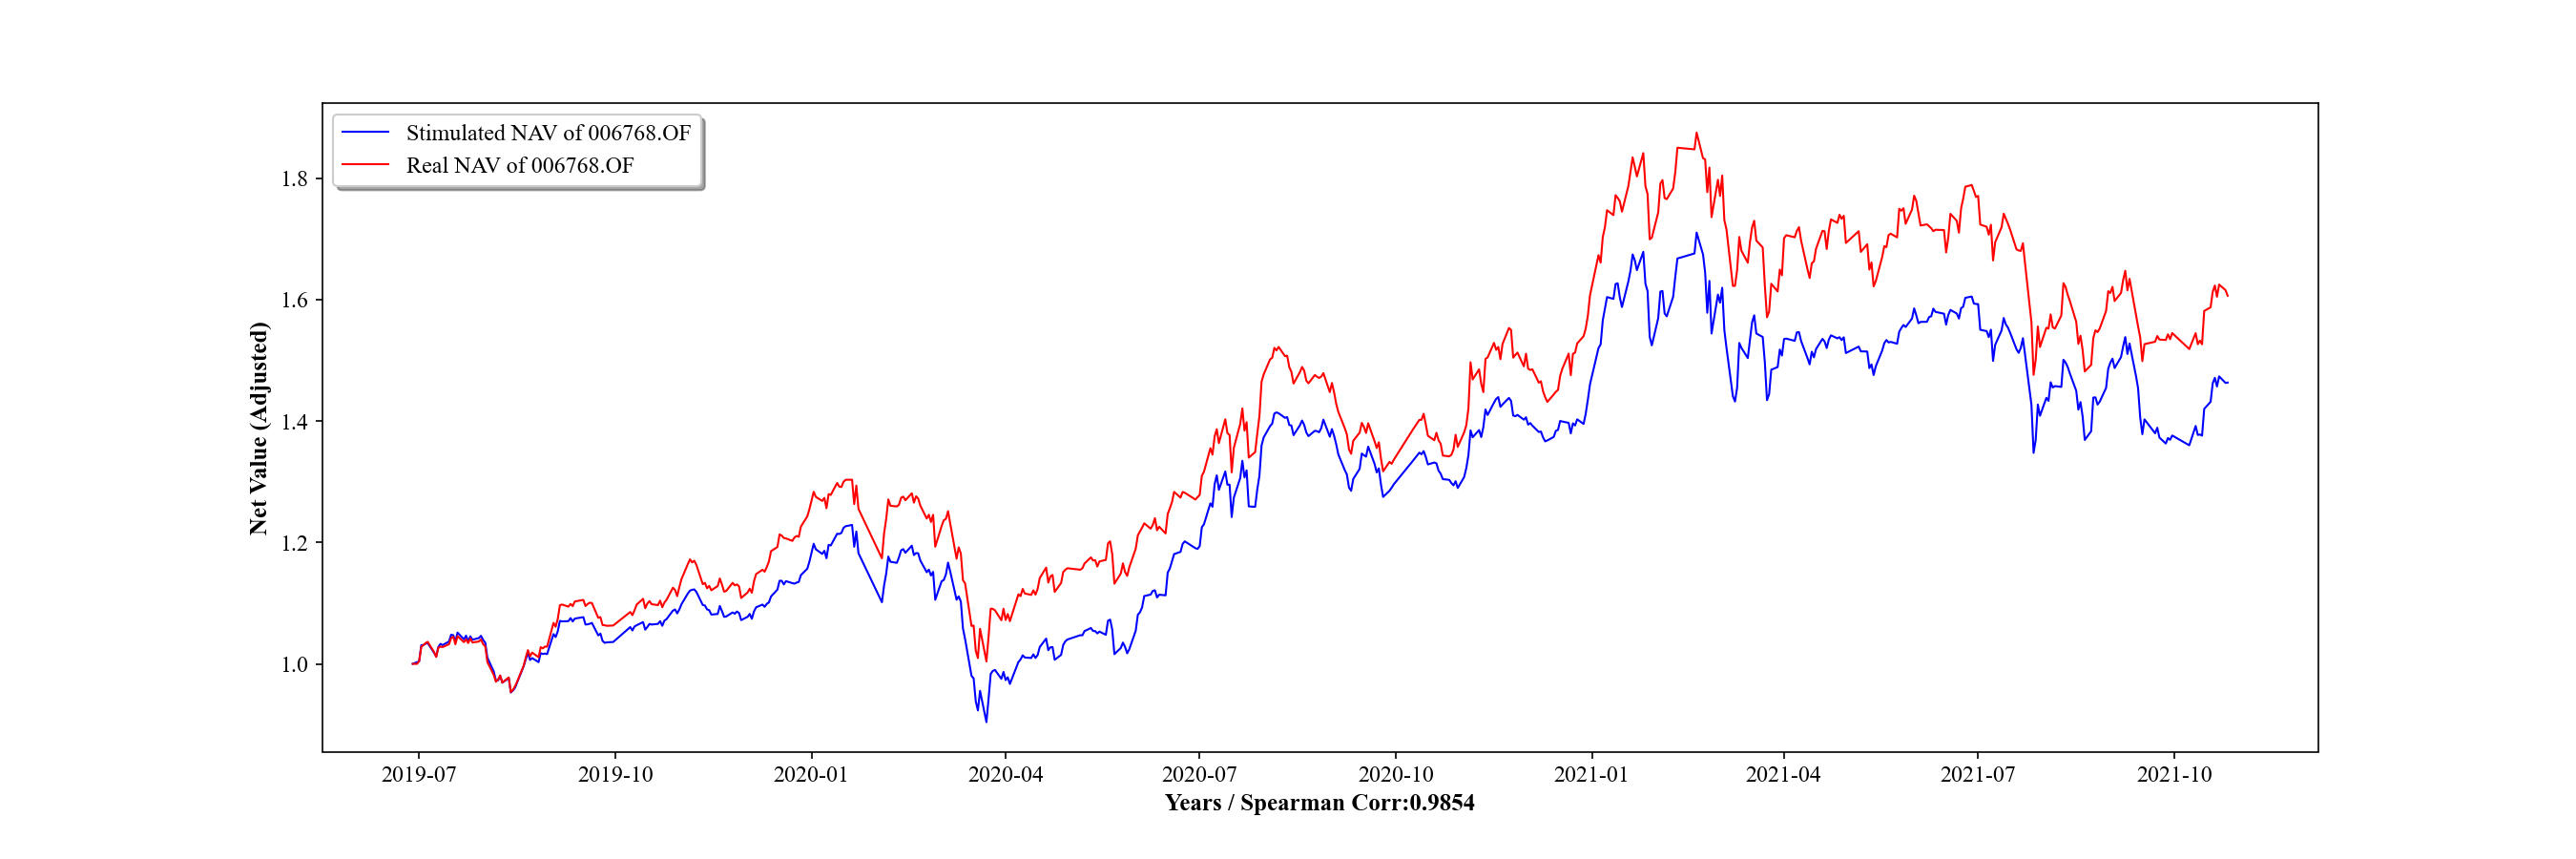 Stimulated NAV of 006768.OF
Real NAV of 006768.OF
Net Value (Adjusted)
1.8
1.6
1.4
1.2
1.0
2019-07 2019-10 2020-01 2020-04 2020-07 2020-10 2021-01 2021-04 2021-07 2021-10
Years / Spearman Corr:0.9854